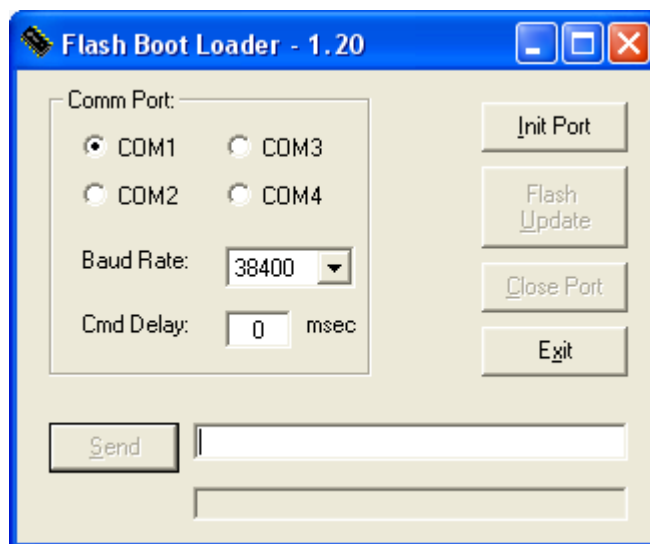 Flash Boot Loader - 1.20
Comm Port:
COM1
COM3
COM2
COM4
Baud Rate:
38400
Cmd Delay:
0
msec
Init Port
Flash
Update
Close Port
Exit
Send